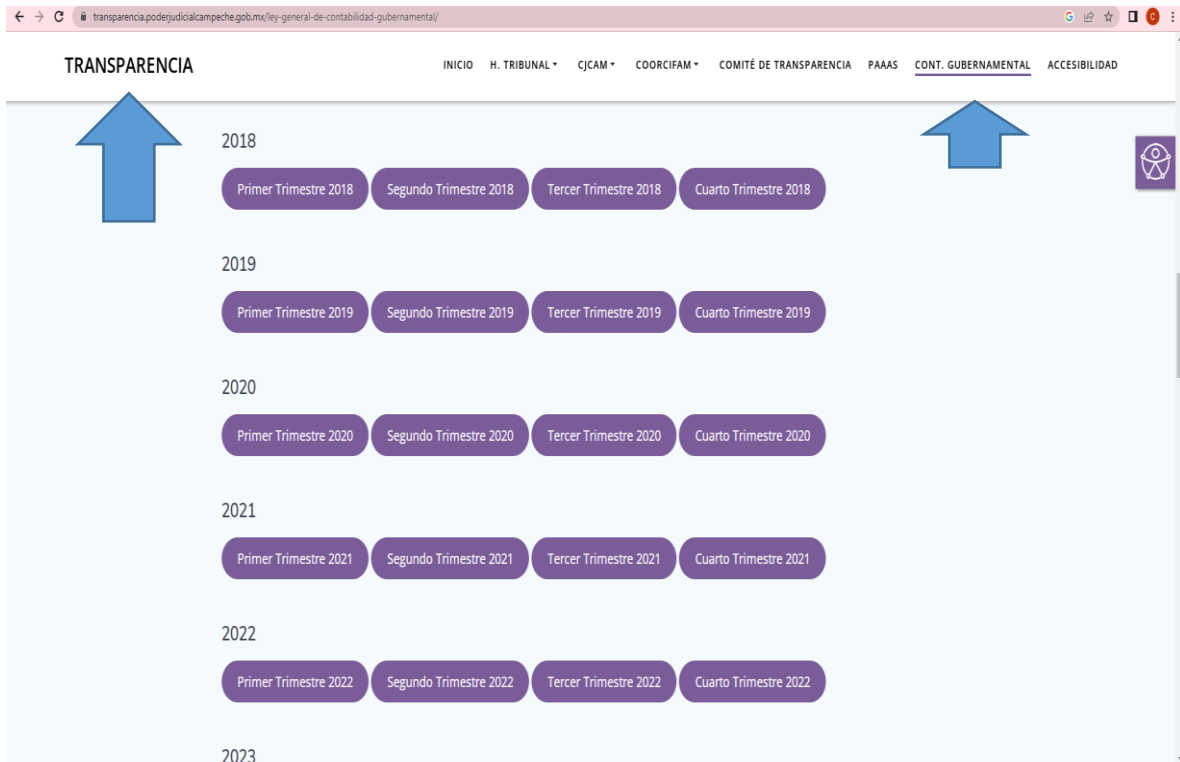 transparencia.poderjudicialcampeche.gob.mx/ley-general-de-contabilidad-gubernamental/
TRANSPARENCIA INICIO H. TRIBUNAL CJCAM COORCIFAM COMITÉ DE TRANSPARENCIA PAAAS CONT. GUBERNAMENTAL ACCESIBILIDAD
2018
Primer Trimestre 2018 Segundo Trimestre 2018 Tercer Trimestre 2018 Cuarto Trimestre 2018
2019
Primer Trimestre 2019 Segundo Trimestre 2019 Tercer Trimestre 2019 Cuarto Trimestre 2019
2020
Primer Trimestre 2020 Segundo Trimestre 2020 Tercer Trimestre 2020 Cuarto Trimestre 2020
2021
Primer Trimestre 2021 Segundo Trimestre 2021 Tercer Trimestre 2021 Cuarto Trimestre 2021
2022
Primer Trimestre 2022 Segundo Trimestre 2022 Tercer Trimestre 2022 Cuarto Trimestre 2022
2023